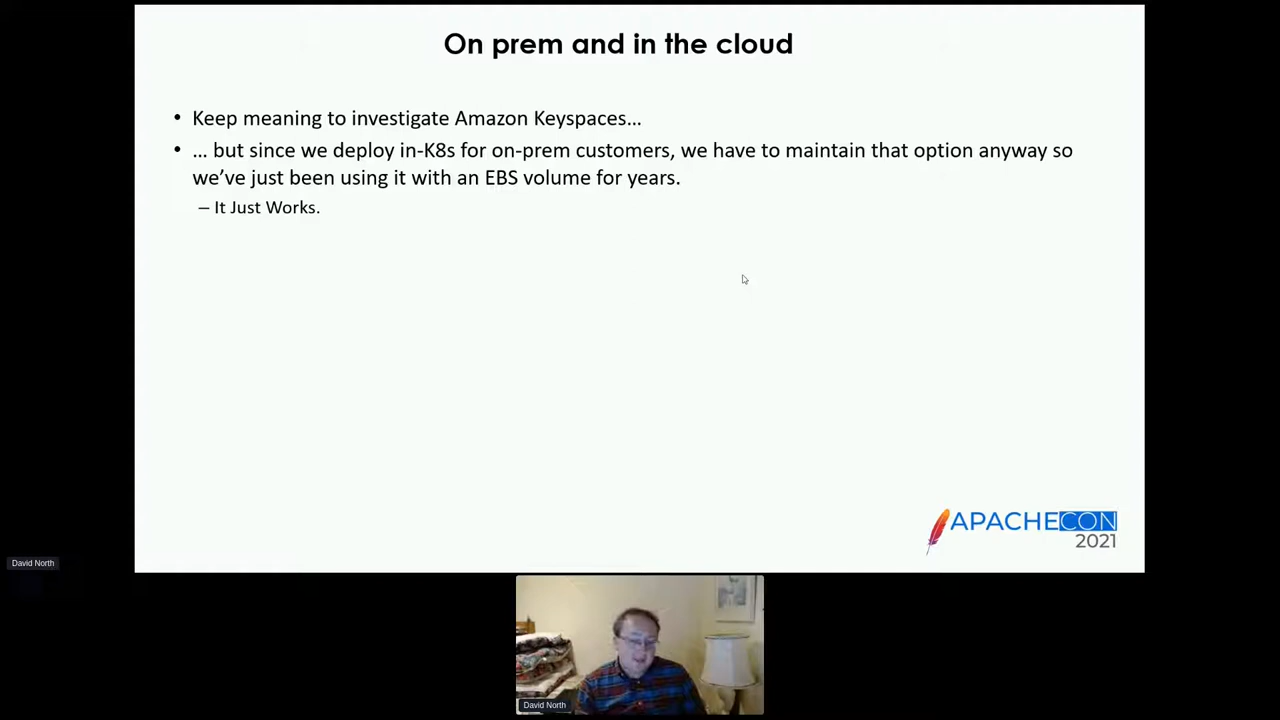 On prem and in the cloud
• Keep meaning to investigate Amazon Keyspaces…
• … but since we deploy in-K8s for on-prem customers, we have to maintain that option anyway so
we’ve just been using it with an EBS volume for years.
– It Just Works.
APACHECON
2021
David North
David North